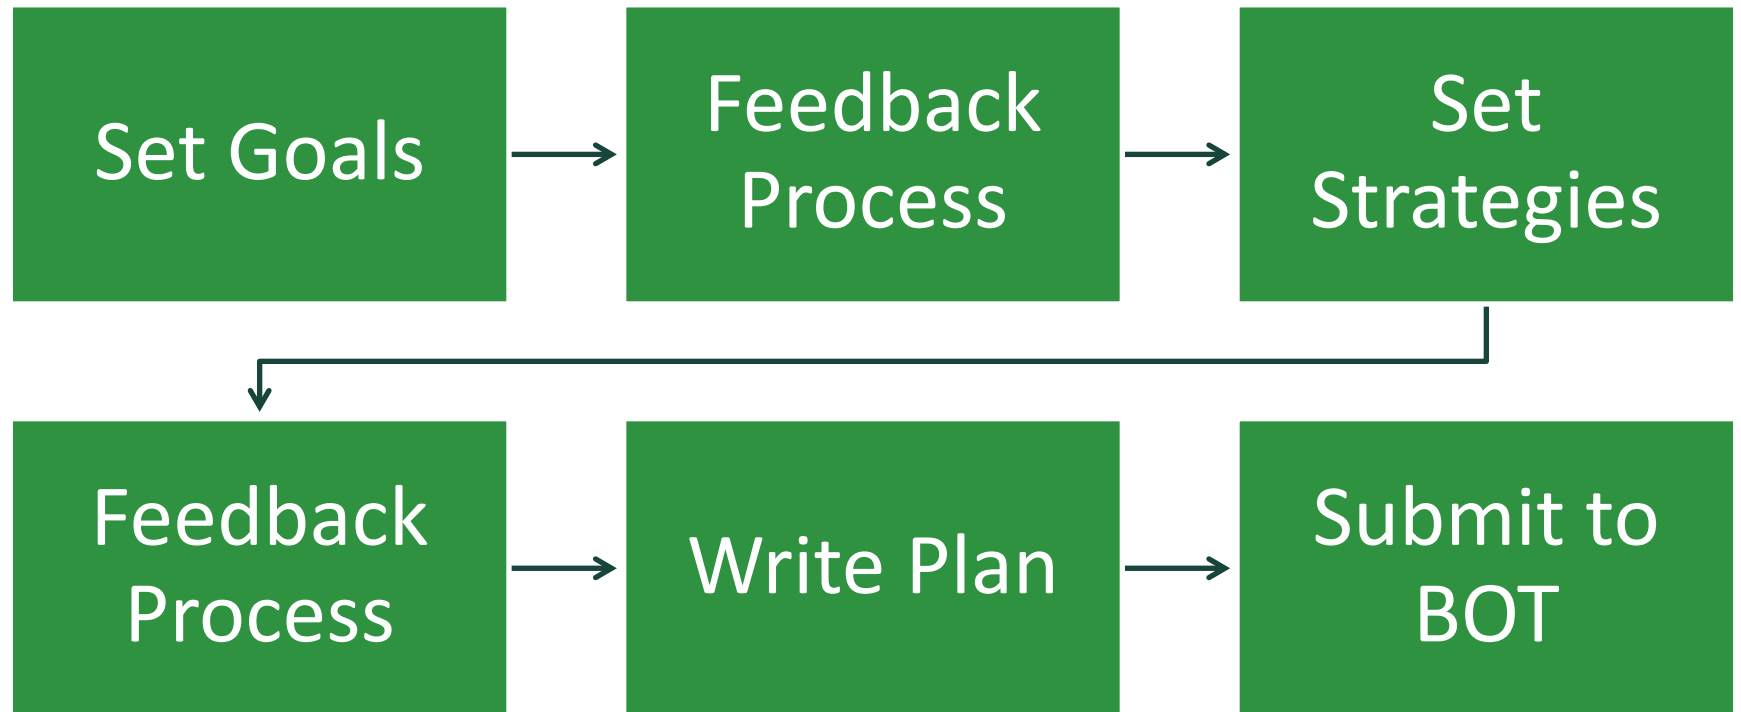 Set Goals
Feedback
Process
Set
Strategies
Feedback
Process
Write Plan
Submit to
BOT